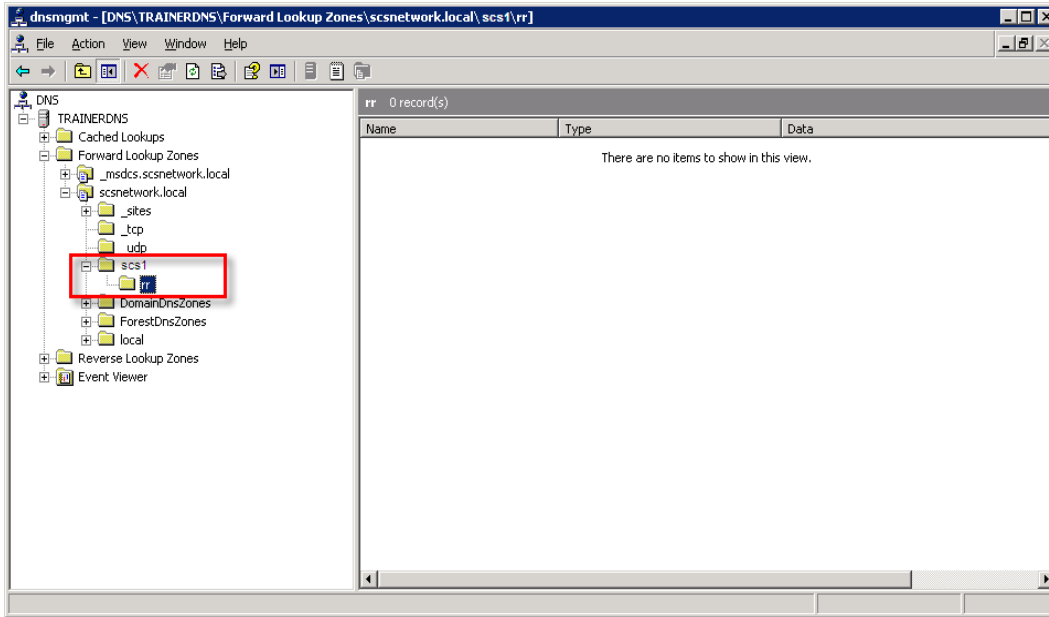 dnsmgmt - [DNS\TRAINERDNS\Forward Lookup Zones\scsnetwork.local\scs1\rr]
File Action View Window Help
DNS
TRAINERDNS
Cached Lookups
Forward Lookup Zones
_msdcs.scsnetwork.local
scsnetwork.local
_sites
_tcp
_udp
scs1
rr
DomainDnsZones
ForestDnsZones
local
Reverse Lookup Zones
Event Viewer
rr 0 record(s)
Name Type Data
There are no items to show in this view.